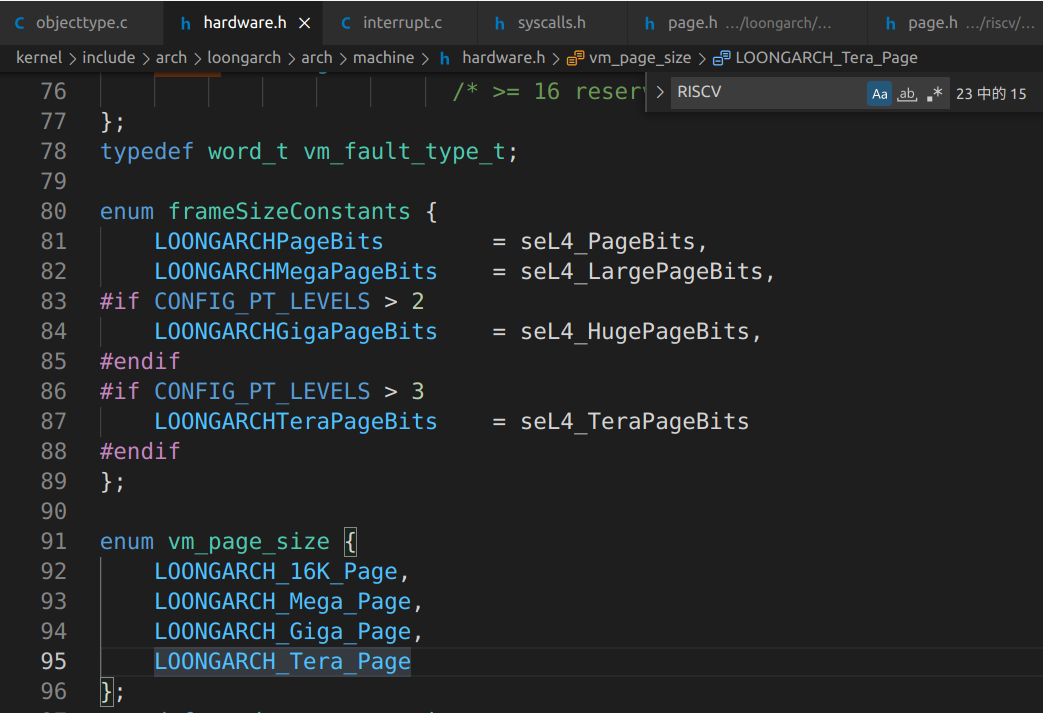 C objecttype.c h hardware.h × C interrupt.c h syscalls.h h page.h .../loongarch/... h page.h .../riscv/...
kernel > include > arch > loongarch > arch > machine > h hardware.h > vm_page_size > LOONGARCH_Tera_Page
> RISCV Aa ab .* 23 中的 15
76 /* >= 16 reser
77 };
78 typedef word_t vm_fault_type_t;
79
80 enum frameSizeConstants {
81 LOONGARCHPageBits = seL4_PageBits,
82 LOONGARCHMegaPageBits = seL4_LargePageBits,
83 #if CONFIG_PT_LEVELS > 2
84 LOONGARCHGigaPageBits = seL4_HugePageBits,
85 #endif
86 #if CONFIG_PT_LEVELS > 3
87 LOONGARCHTeraPageBits = seL4_TeraPageBits
88 #endif
89 };
90
91 enum vm_page_size {
92 LOONGARCH_16K_Page,
93 LOONGARCH_Mega_Page,
94 LOONGARCH_Giga_Page,
95 LOONGARCH_Tera_Page
96 };